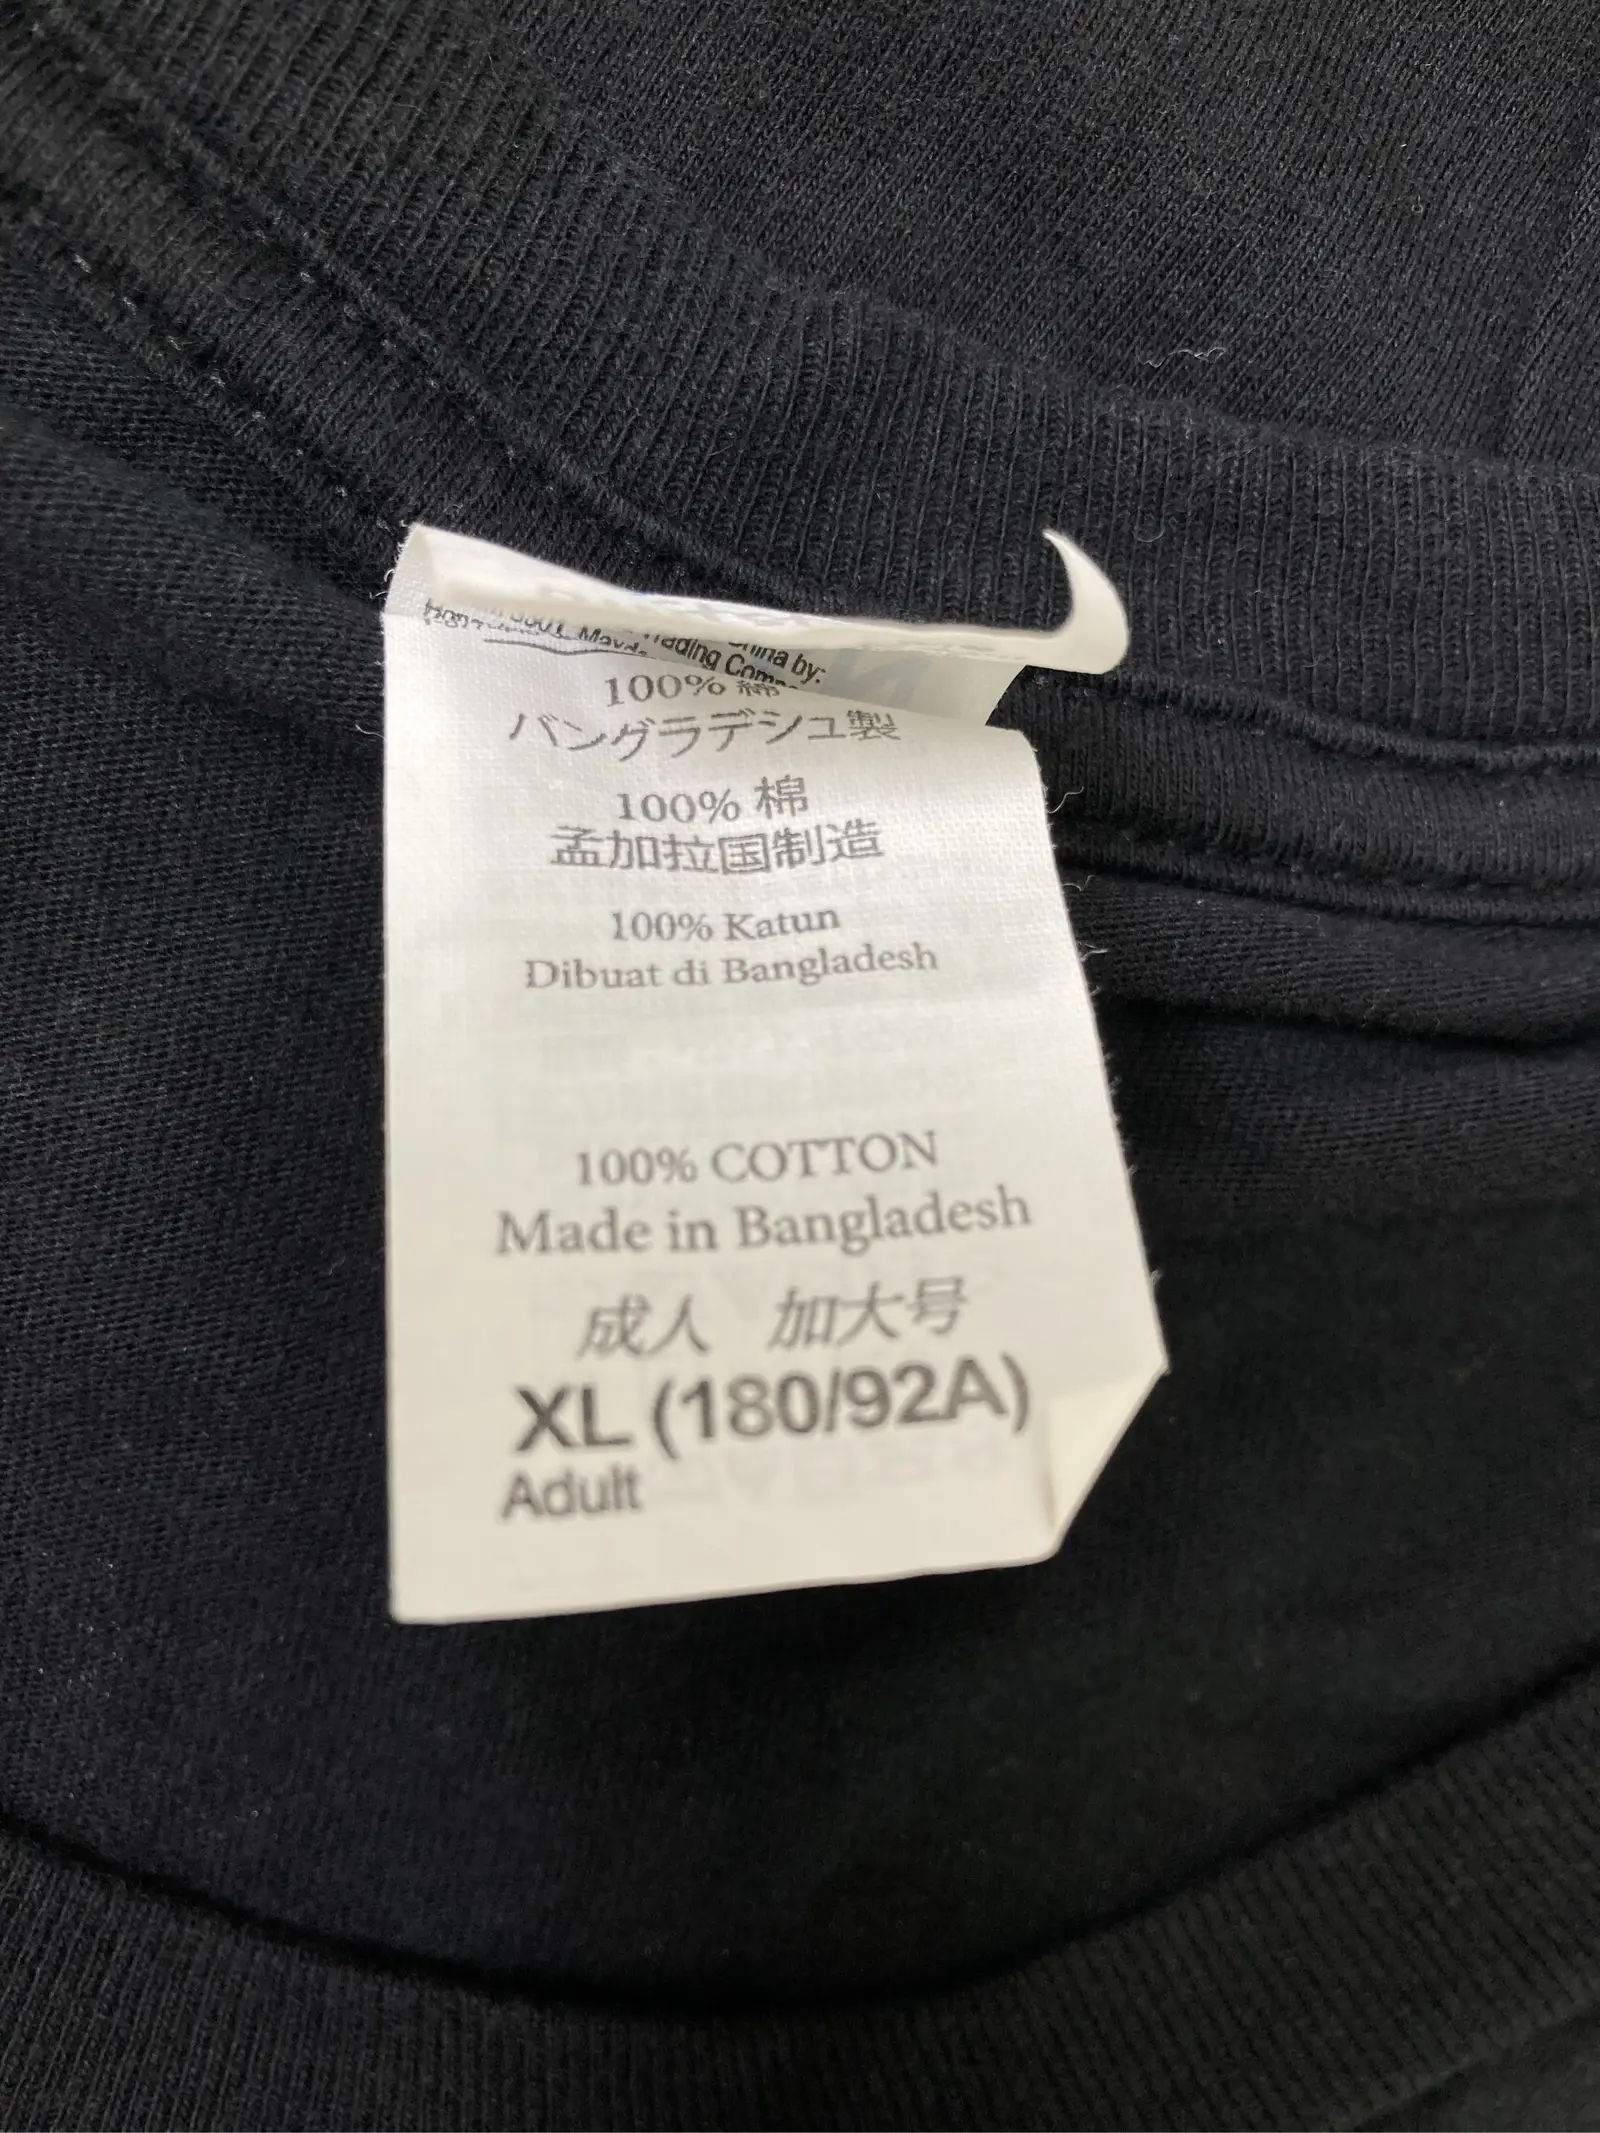 China by:
Trading
100% 綿
バングラデシュ製
100% 棉
孟加拉国制造
100% Katun
Dibuat di Bangladesh
100% COTTON
Made in Bangladesh
成人 加大号
XL (180/92A)
Adult